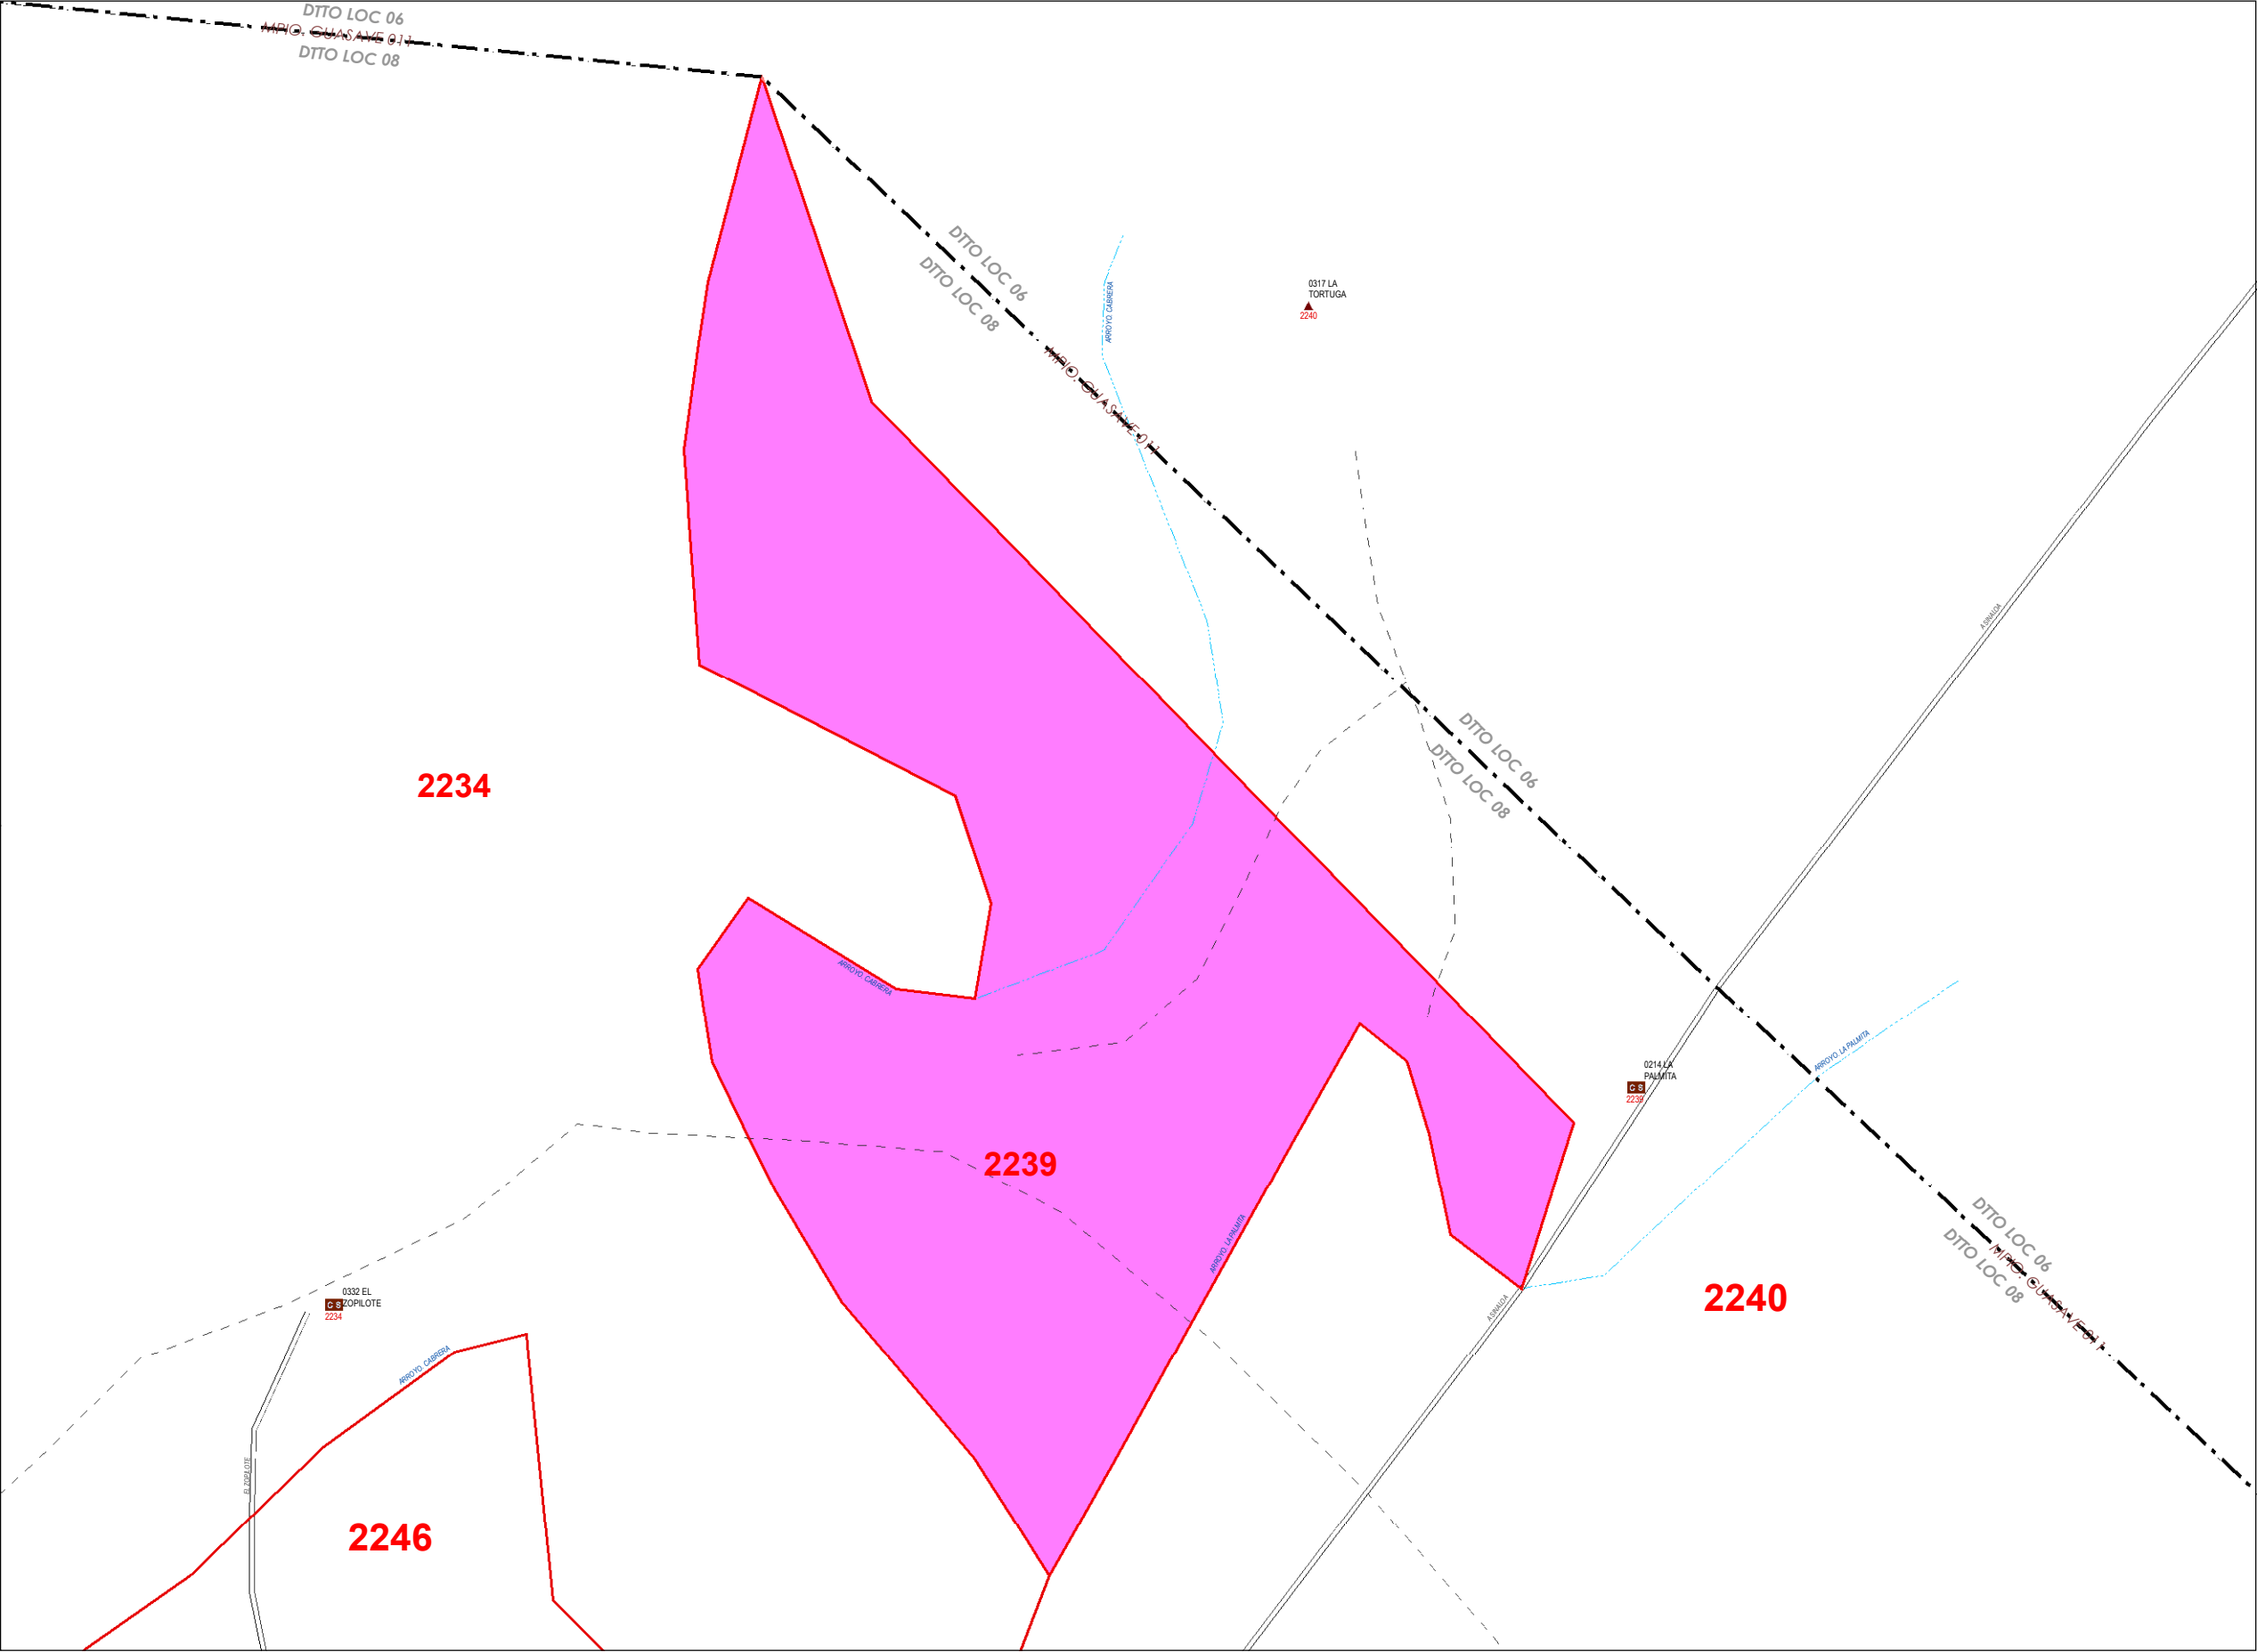 DTTO LOC 06
MPIO. GUASAVE 011
DTTO LOC 08
DTTO LOC 06
DTTO LOC 08
ARROYO. CABRERA
0317 LA
TORTUGA
2240
MPIO. GUASAVE 011
A SINALOA
DTTO LOC 06
DTTO LOC 08
2234
ARROYO. CABRERA
ARROYO. LA PALMITA
0214 LA
PALMITA
C S
2239
2239
ARROYO. LA PALMITA
DTTO LOC 06
MPIO. GUASAVE 011
DTTO LOC 08
2240
0332 EL
C S ZOPILOTE
2234
A SINALOA
ARROYO. CABRERA
EL ZOPILOTE
2246